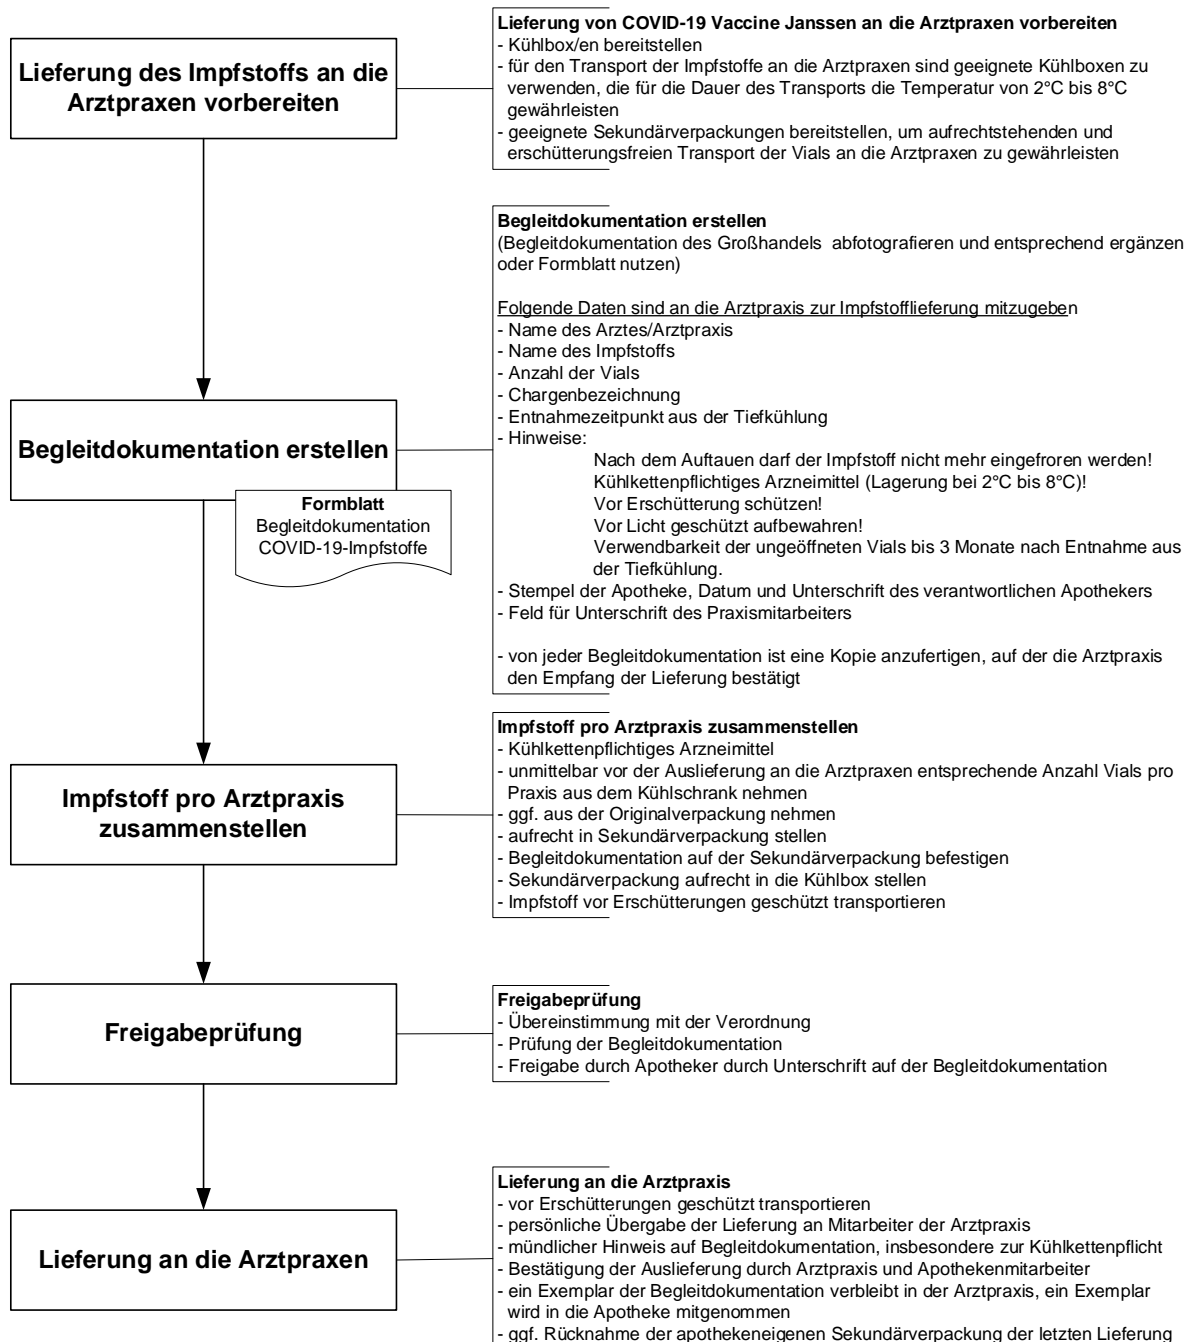 Lieferung des Impfstoffs an die
Arztpraxen vorbereiten
Lieferung von COVID-19 Vaccine Janssen an die Arztpraxen vorbereiten
- Kühlbox/en bereitstellen
- für den Transport der Impfstoffe an die Arztpraxen sind geeignete Kühlboxen zu
verwenden, die für die Dauer des Transports die Temperatur von 2°C bis 8°C
gewährleisten
- geeignete Sekundärverpackungen bereitstellen, um aufrechtstehenden und
erschütterungsfreien Transport der Vials an die Arztpraxen zu gewährleisten
Begleitdokumentation erstellen
Formblatt
Begleitdokumentation
COVID-19-Impfstoffe
Begleitdokumentation erstellen
(Begleitdokumentation des Großhandels abfotografieren und entsprechend ergänzen
oder Formblatt nutzen)
Folgende Daten sind an die Arztpraxis zur Impfstofflieferung mitzugeben
- Name des Arztes/Arztpraxis
- Name des Impfstoffs
- Anzahl der Vials
- Chargenbezeichnung
- Entnahmezeitpunkt aus der Tiefkühlung
- Hinweise:
Nach dem Auftauen darf der Impfstoff nicht mehr eingefroren werden!
Kühlkettenpflichtiges Arzneimittel (Lagerung bei 2°C bis 8°C)!
Vor Erschütterung schützen!
Vor Licht geschützt aufbewahren!
Verwendbarkeit der ungeöffneten Vials bis 3 Monate nach Entnahme aus
der Tiefkühlung.
- Stempel der Apotheke, Datum und Unterschrift des verantwortlichen Apothekers
- Feld für Unterschrift des Praxismitarbeiters
- von jeder Begleitdokumentation ist eine Kopie anzufertigen, auf der die Arztpraxis
den Empfang der Lieferung bestätigt
Impfstoff pro Arztpraxis
zusammenstellen
Impfstoff pro Arztpraxis zusammenstellen
- Kühlkettenpflichtiges Arzneimittel
- unmittelbar vor der Auslieferung an die Arztpraxen entsprechende Anzahl Vials pro
Praxis aus dem Kühlschrank nehmen
- ggf. aus der Originalverpackung nehmen
- aufrecht in Sekundärverpackung stellen
- Begleitdokumentation auf der Sekundärverpackung befestigen
- Sekundärverpackung aufrecht in die Kühlbox stellen
- Impfstoff vor Erschütterungen geschützt transportieren
Freigabeprüfung
Freigabeprüfung
- Übereinstimmung mit der Verordnung
- Prüfung der Begleitdokumentation
- Freigabe durch Apotheker durch Unterschrift auf der Begleitdokumentation
Lieferung an die Arztpraxen
Lieferung an die Arztpraxis
- vor Erschütterungen geschützt transportieren
- persönliche Übergabe der Lieferung an Mitarbeiter der Arztpraxis
- mündlicher Hinweis auf Begleitdokumentation, insbesondere zur Kühlkettenpflicht
- Bestätigung der Auslieferung durch Arztpraxis und Apothekenmitarbeiter
- ein Exemplar der Begleitdokumentation verbleibt in der Arztpraxis, ein Exemplar
wird in die Apotheke mitgenommen
- ggf. Rücknahme der apothekeneigenen Sekundärverpackung der letzten Lieferung